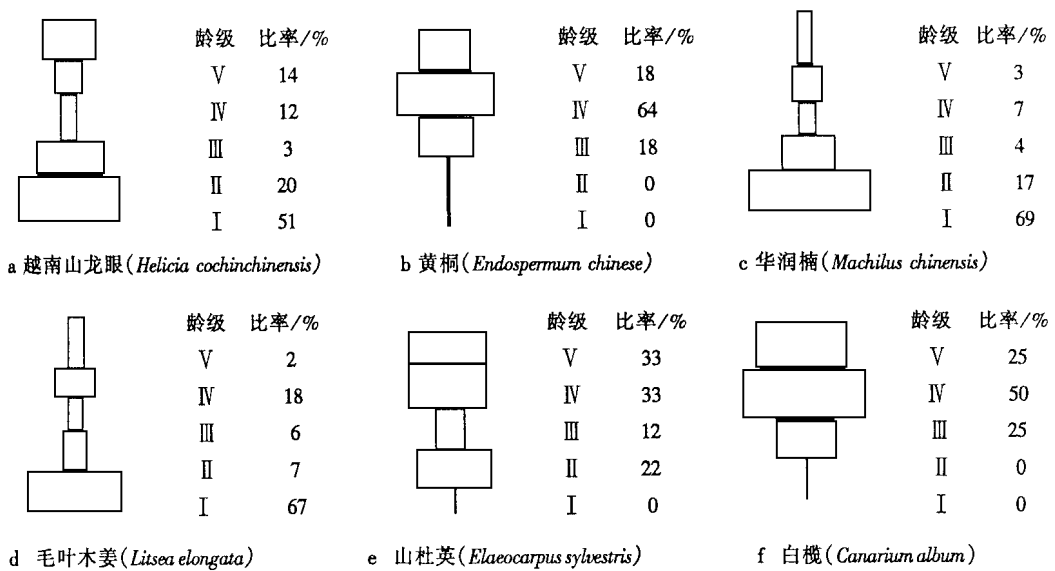 龄级 比率/%
Ⅴ 14
Ⅳ 12
Ⅲ 3
Ⅱ 20
Ⅰ 51
a 越南山龙眼(Helicia cochinchinensis)
龄级 比率/%
Ⅴ 18
Ⅳ 64
Ⅲ 18
Ⅱ 0
Ⅰ 0
b 黄桐(Endospermum chinese)
龄级 比率/%
Ⅴ 3
Ⅳ 7
Ⅲ 4
Ⅱ 17
Ⅰ 69
c 华润楠(Machilus chinensis)
龄级 比率/%
Ⅴ 2
Ⅳ 18
Ⅲ 6
Ⅱ 7
Ⅰ 67
d 毛叶木姜(Litsea elongata)
龄级 比率/%
Ⅴ 33
Ⅳ 33
Ⅲ 12
Ⅱ 22
Ⅰ 0
e 山杜英(Elaeocarpus sylvestris)
龄级 比率/%
Ⅴ 25
Ⅳ 50
Ⅲ 25
Ⅱ 0
Ⅰ 0
f 白榄(Canarium album)